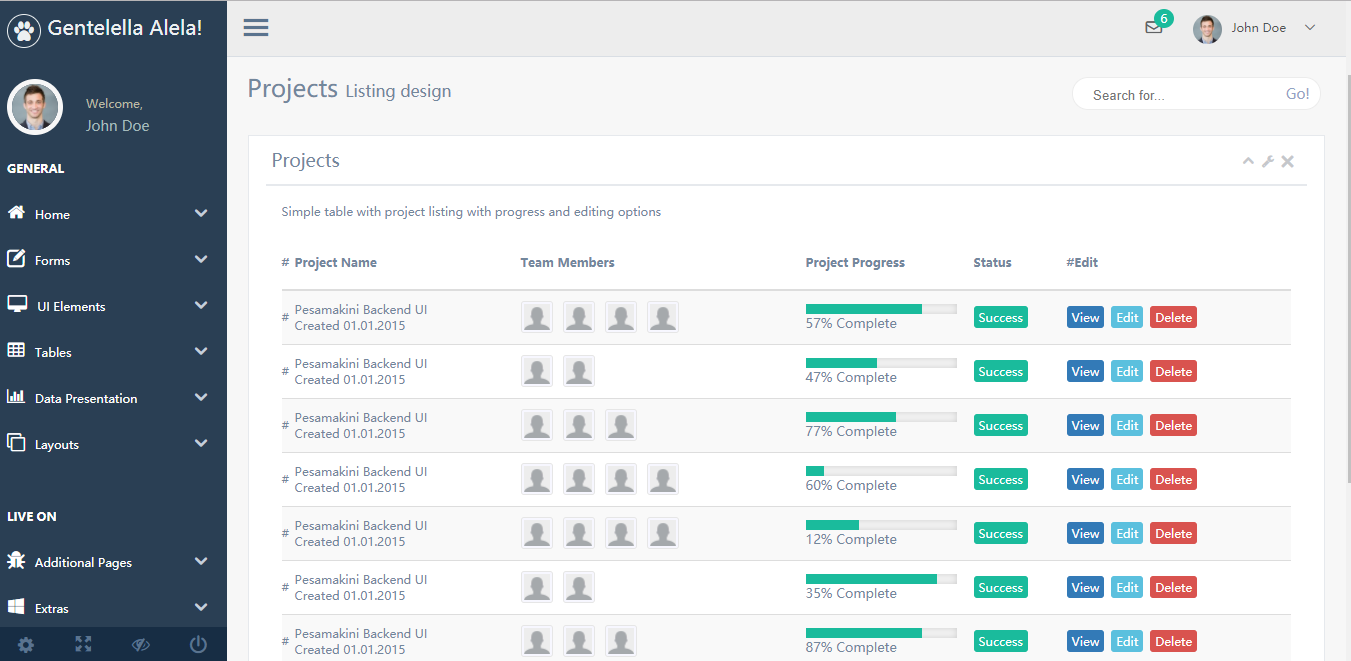 Gentelella Alela!
6
John Doe
Welcome,
John Doe
GENERAL
Home
Forms
UI Elements
Tables
Data Presentation
Layouts
LIVE ON
Additional Pages
Extras
Projects Listing design
Search for... Go!
Projects
Simple table with project listing with progress and editing options
# Project Name Team Members Project Progress Status #Edit
# Pesamakini Backend UI
Created 01.01.2015
57% Complete Success View Edit Delete
# Pesamakini Backend UI
Created 01.01.2015
47% Complete Success View Edit Delete
# Pesamakini Backend UI
Created 01.01.2015
77% Complete Success View Edit Delete
# Pesamakini Backend UI
Created 01.01.2015
60% Complete Success View Edit Delete
# Pesamakini Backend UI
Created 01.01.2015
12% Complete Success View Edit Delete
# Pesamakini Backend UI
Created 01.01.2015
35% Complete Success View Edit Delete
# Pesamakini Backend UI
Created 01.01.2015
87% Complete Success View Edit Delete